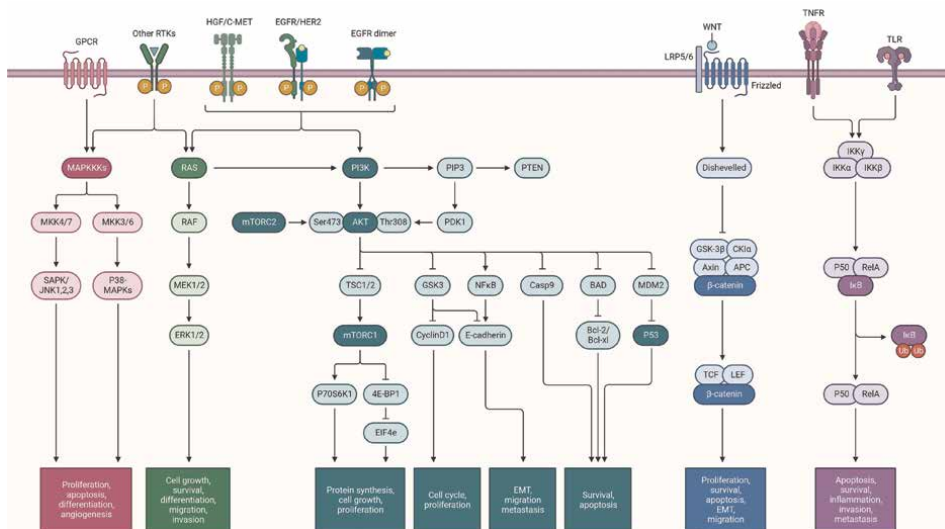 GPCR
Other RTKs
HGF/C-MET
EGFR/HER2
EGFR dimer
WNT
LRP5/6
Frizzled
TNFR
TLR
P
P
P
P
P
P
P
P
MAPKKKs
RAS
PI3K
PIP3
PTEN
Dishevelled
IKKγ
IKKα
IKKβ
MKK4/7
MKK3/6
RAF
mTORC2
Ser473
AKT
Thr308
PDK1
GSK-3β
CKIα
Axin
APC
β-catenin
SAPK/
JNK1,2,3
P38-
MAPKs
MEK1/2
TSC1/2
GSK3
NFκB
Casp9
BAD
MDM2
P50
RelA
IκB
ERK1/2
mTORC1
CyclinD1
E-cadherin
Bcl-2/
Bcl-xl
P53
IκB
Ub
Ub
P70S6K1
4E-BP1
EIF4e
TCF
LEF
β-catenin
P50
RelA
Proliferation,
apoptosis,
differentiation,
angiogenesis
Cell growth,
survival,
differentiation,
migration,
invasion
Protein synthesis,
cell growth,
proliferation
Cell cycle,
proliferation
EMT,
migration
metastasis
Survival,
apoptosis
Proliferation,
survival,
apoptosis,
EMT,
migration
Apoptosis,
survival,
inflammation,
invasion,
metastasis